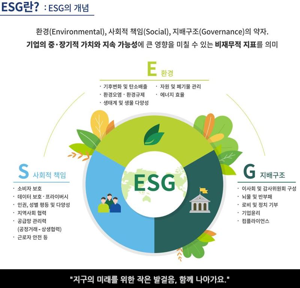 ESG란? : ESG의 개념
환경(Environmental), 사회적 책임(Social), 지배구조(Governance)의 약자.
기업의 중·장기적 가치와 지속 가능성에 큰 영향을 미칠 수 있는 비재무적 지표를 의미
E 환경
• 기후변화 및 탄소배출
• 환경오염·환경규제
• 생태계 및 생물 다양성
• 자원 및 폐기물 관리
• 에너지 효율
S 사회적 책임
• 소비자 보호
• 데이터 보호·프라이버시
• 인권, 성별 평등 및 다양성
• 지역사회 협력
• 공급망 관리력
(공정거래·상생협력)
• 근로자 안전 등
ESG
G 지배구조
• 이사회 및 감사위원회 구성
• 뇌물 및 반부패
• 로비 및 정치 기부
• 기업윤리
• 컴플라이언스
"지구의 미래를 위한 작은 발걸음, 함께 나아가요."